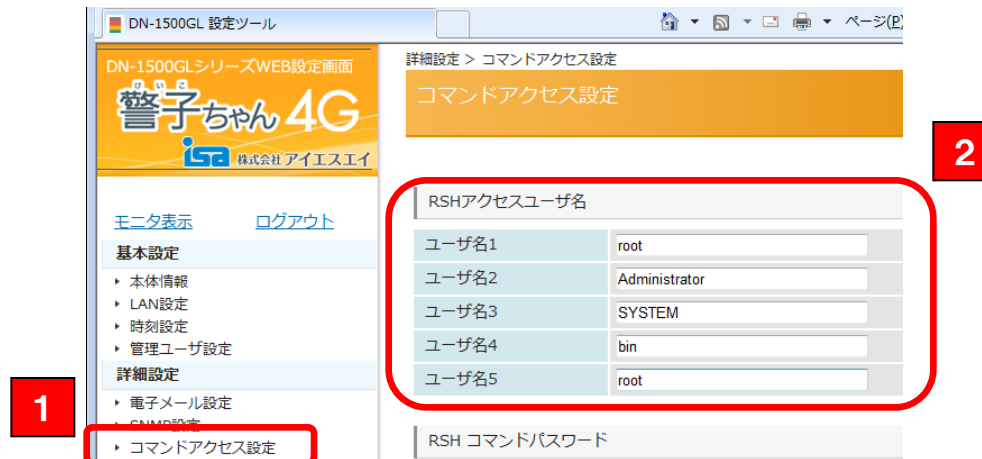 DN-1500GL 設定ツール
ページ(P)
DN-1500GLシリーズWEB設定画面
けいこ
警子ちゃん 4G
isa 株式会社 アイエスエイ
モニタ表示 ログアウト
基本設定
本体情報
LAN設定
時刻設定
管理ユーザ設定
詳細設定
電子メール設定
SNMP設定
コマンドアクセス設定
1
詳細設定 > コマンドアクセス設定
コマンドアクセス設定
2
RSHアクセスユーザ名
ユーザ名1 root
ユーザ名2 Administrator
ユーザ名3 SYSTEM
ユーザ名4 bin
ユーザ名5 root
RSH コマンドパスワード